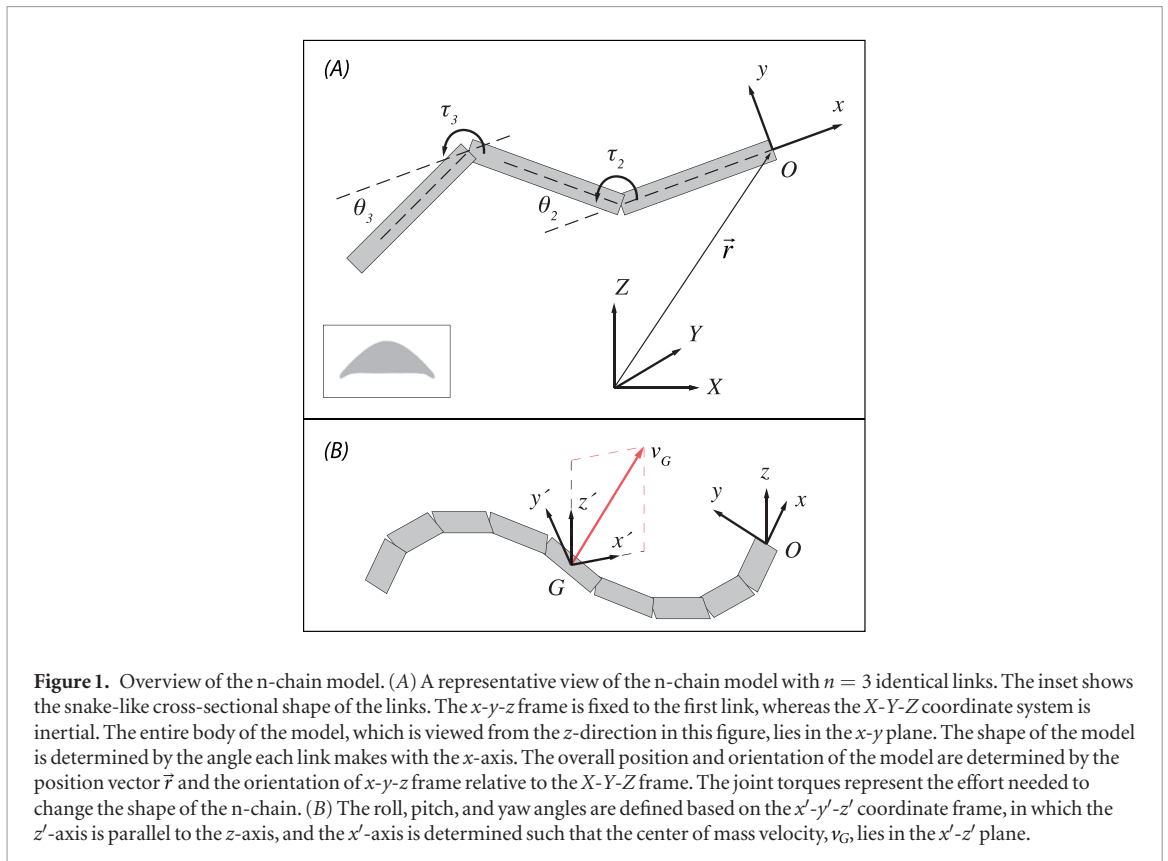 (A)
y
x
τ₃
τ₂
O
θ₃
θ₂
r⃗
Z
Y
X
(B)
v_G
z
y´
z´
y
x
x´
O
G
Figure 1. Overview of the n-chain model. (A) A representative view of the n-chain model with n = 3 identical links. The inset shows
the snake-like cross-sectional shape of the links. The x-y-z frame is fixed to the first link, whereas the X-Y-Z coordinate system is
inertial. The entire body of the model, which is viewed from the z-direction in this figure, lies in the x-y plane. The shape of the model
is determined by the angle each link makes with the x-axis. The overall position and orientation of the model are determined by the
position vector r⃗ and the orientation of x-y-z frame relative to the X-Y-Z frame. The joint torques represent the effort needed to
change the shape of the n-chain. (B) The roll, pitch, and yaw angles are defined based on the x′-y′-z′ coordinate frame, in which the
z′-axis is parallel to the z-axis, and the x′-axis is determined such that the center of mass velocity, v_G, lies in the x′-z′ plane.